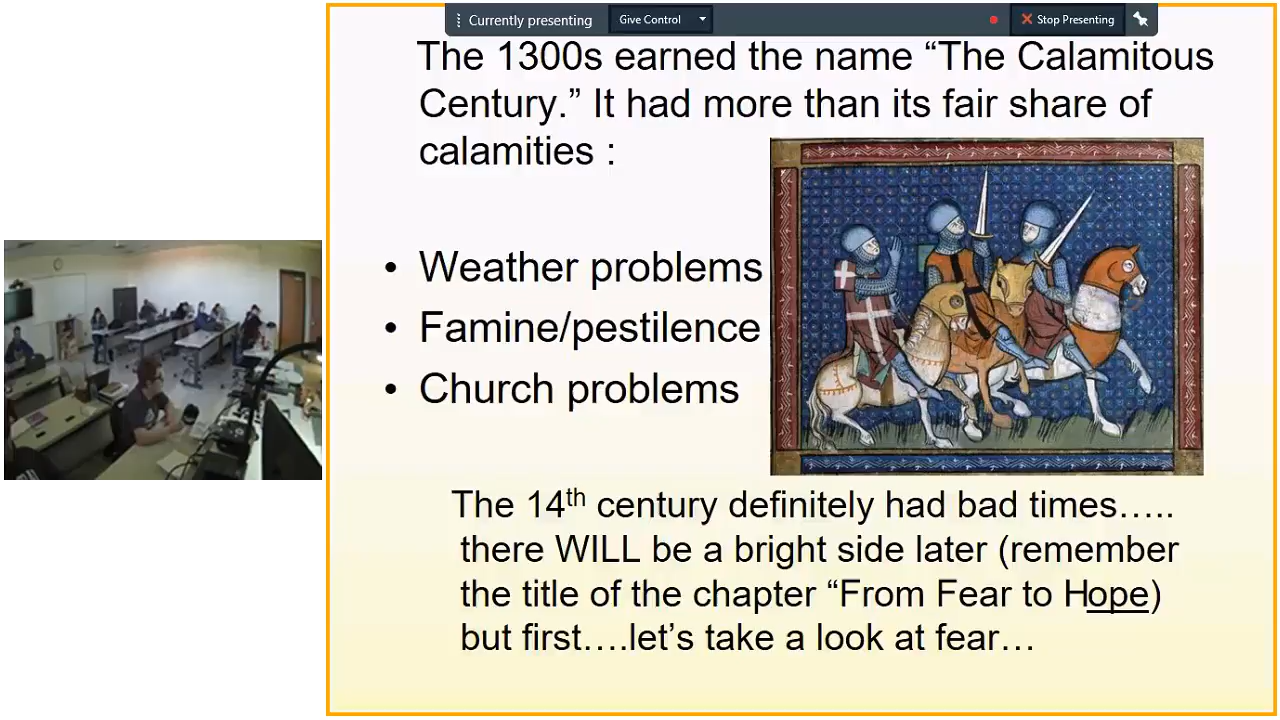 Currently presenting Give Control Stop Presenting
The 1300s earned the name “The Calamitous
Century.” It had more than its fair share of
calamities :
• Weather problems
• Famine/pestilence
• Church problems
The 14th century definitely had bad times…..
there WILL be a bright side later (remember
the title of the chapter “From Fear to Hope)
but first….let’s take a look at fear…